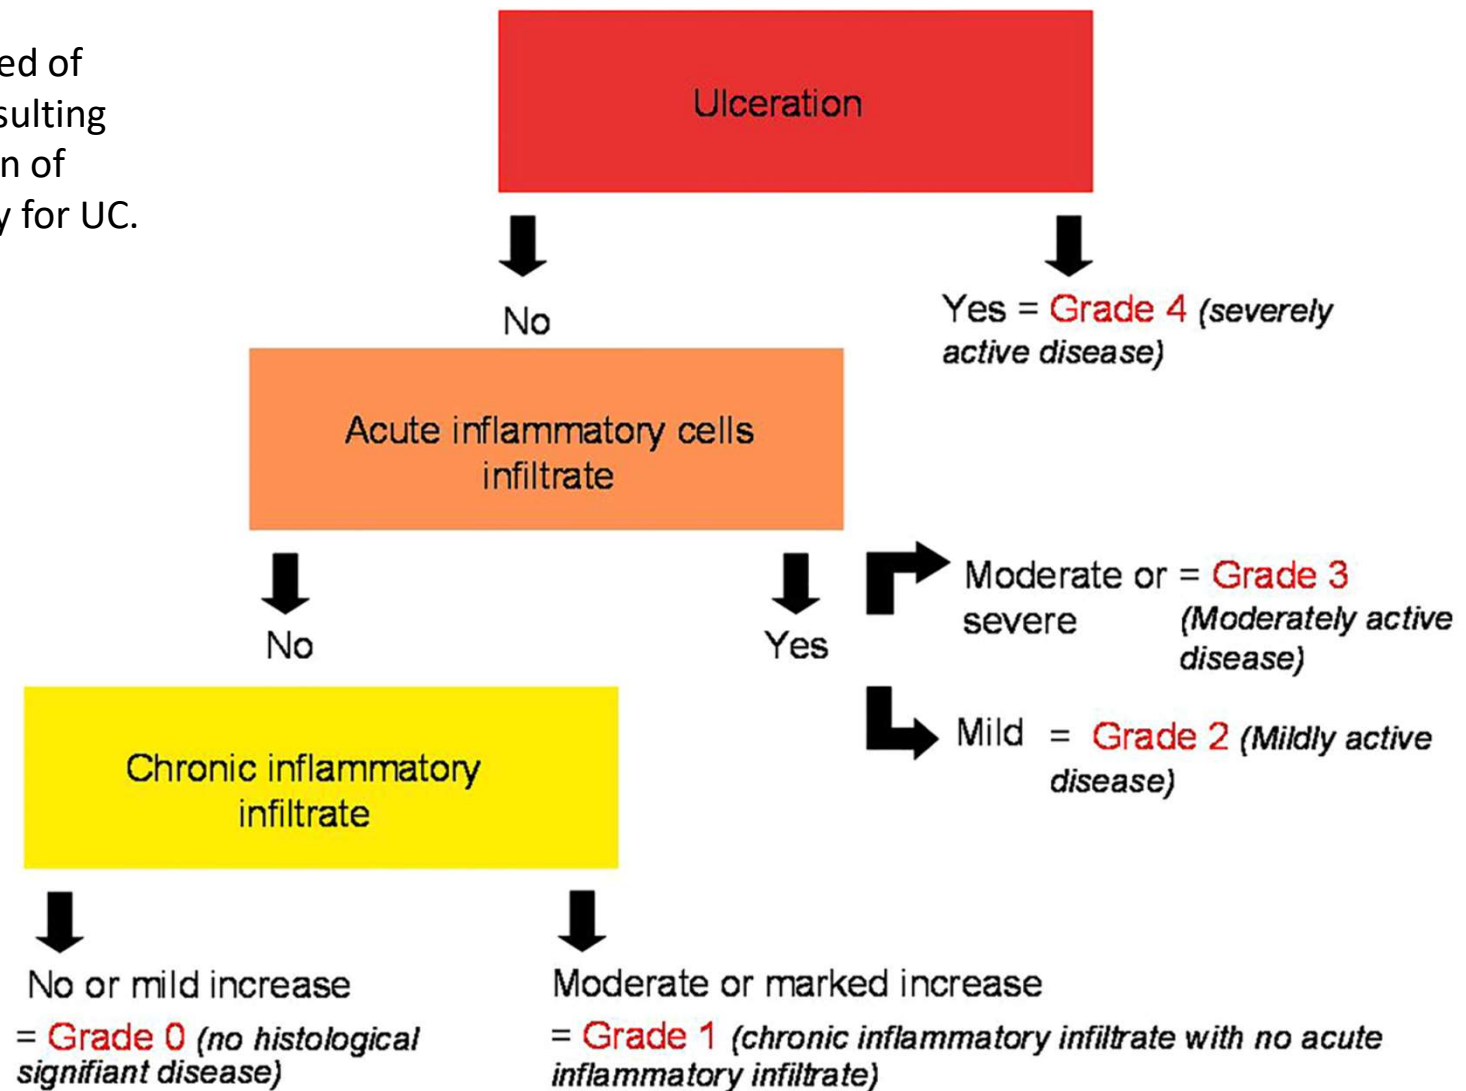 ed of
sulting
n of
y for UC.
Ulceration
No
Yes = Grade 4 (severely
active disease)
Acute inflammatory cells
infiltrate
No
Yes
Moderate or = Grade 3
severe
(Moderately active
disease)
Mild = Grade 2 (Mildly active
disease)
Chronic inflammatory
infiltrate
No or mild increase
= Grade 0 (no histological
signifiant disease)
Moderate or marked increase
= Grade 1 (chronic inflammatory infiltrate with no acute
inflammatory infiltrate)